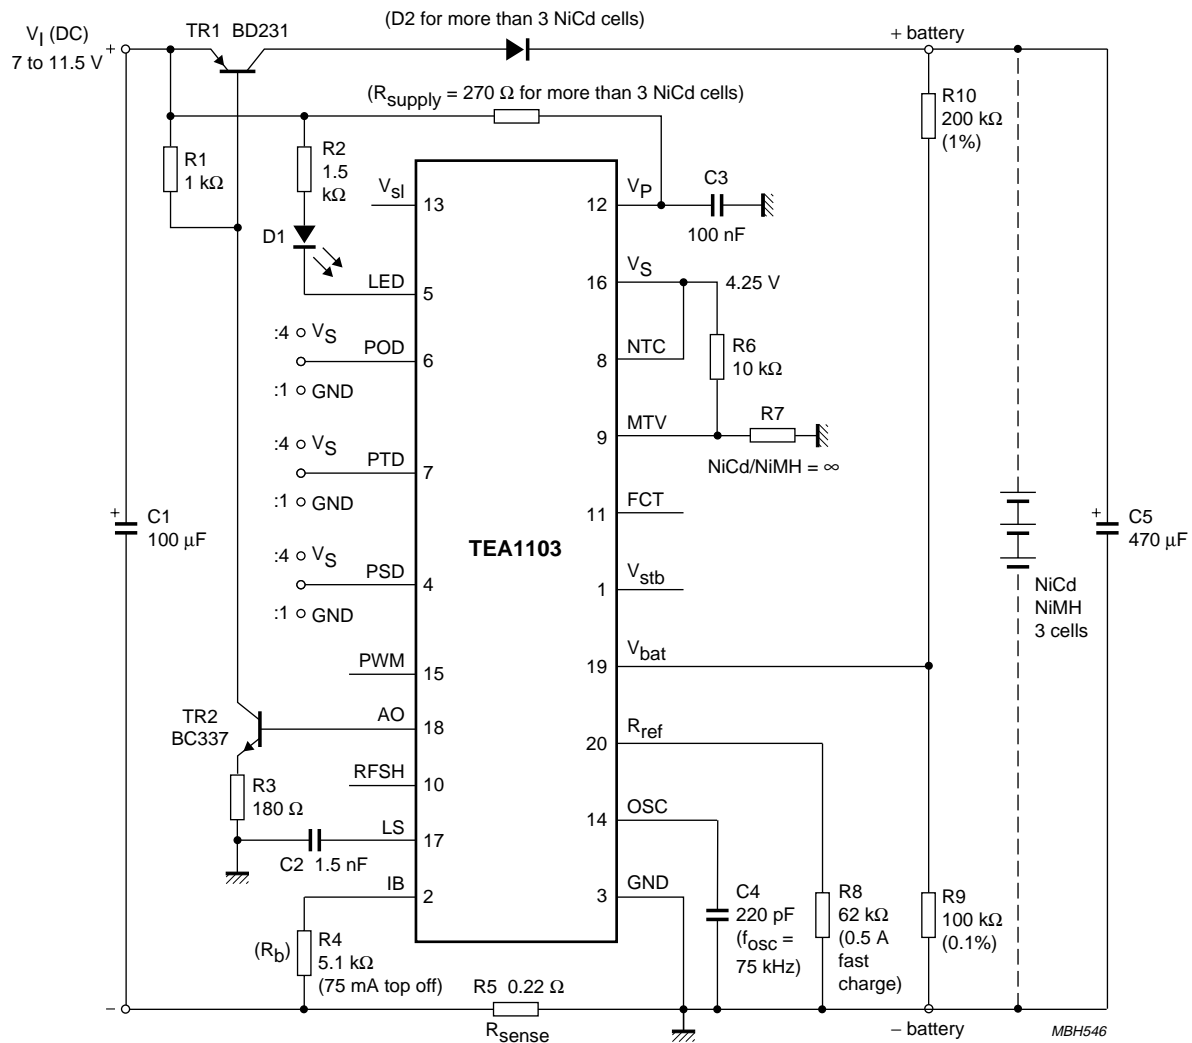 (D2 for more than 3 NiCd cells)
VI (DC)
7 to 11.5 V
+
TR1 BD231
+ battery
(Rsupply = 270 Ω for more than 3 NiCd cells)
R10
200 kΩ
(1%)
R1
1 kΩ
R2
1.5
kΩ
Vsl
13
12
VP
C3
100 nF
D1
LED
5
16
VS
4.25 V
:4 VS
POD
6
:1 GND
8
NTC
R6
10 kΩ
9
MTV
R7
NiCd/NiMH = ∞
:4 VS
PTD
7
:1 GND
11
FCT
+
C1
100 µF
TEA1103
+
C5
470 µF
:4 VS
PSD
4
:1 GND
1
Vstb
NiCd
NiMH
3 cells
PWM
15
19
Vbat
TR2
BC337
AO
18
20
Rref
RFSH
10
R3
180 Ω
LS
17
C2 1.5 nF
14
OSC
IB
2
3
GND
C4
220 pF
(fosc =
75 kHz)
R8
62 kΩ
(0.5 A
fast
charge)
R9
100 kΩ
(0.1%)
(Rb)
R4
5.1 kΩ
(75 mA top off)
R5 0.22 Ω
Rsense
−
− battery
MBH546